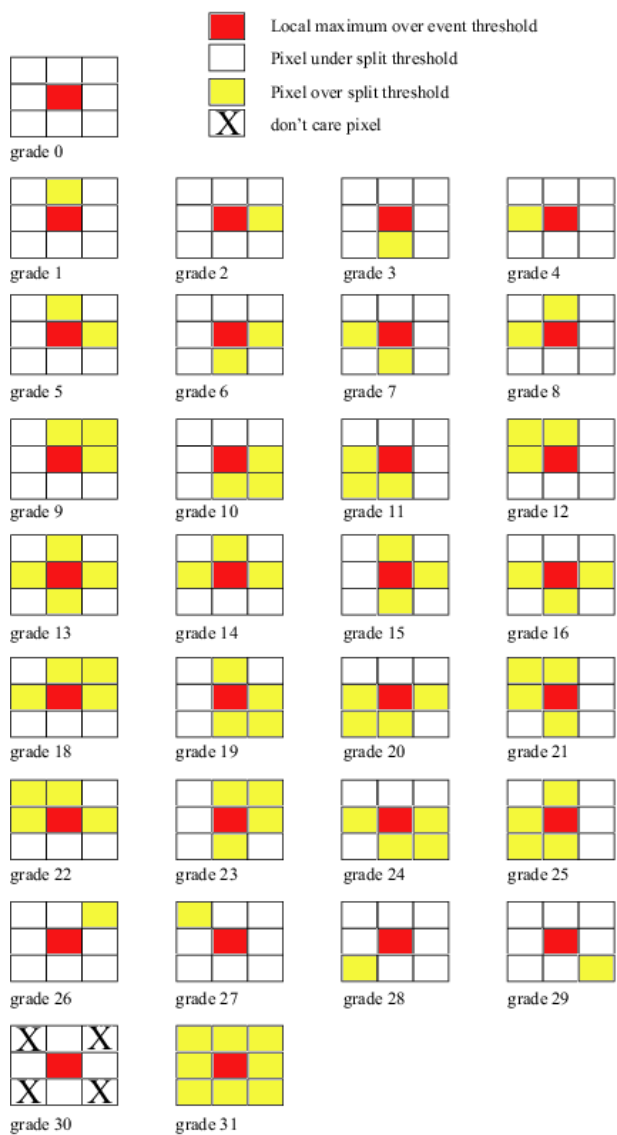 Local maximum over event threshold
Pixel under split threshold
Pixel over split threshold
X don't care pixel
grade 0
grade 1 grade 2 grade 3 grade 4
grade 5 grade 6 grade 7 grade 8
grade 9 grade 10 grade 11 grade 12
grade 13 grade 14 grade 15 grade 16
grade 18 grade 19 grade 20 grade 21
grade 22 grade 23 grade 24 grade 25
grade 26 grade 27 grade 28 grade 29
X X
X X
grade 30 grade 31